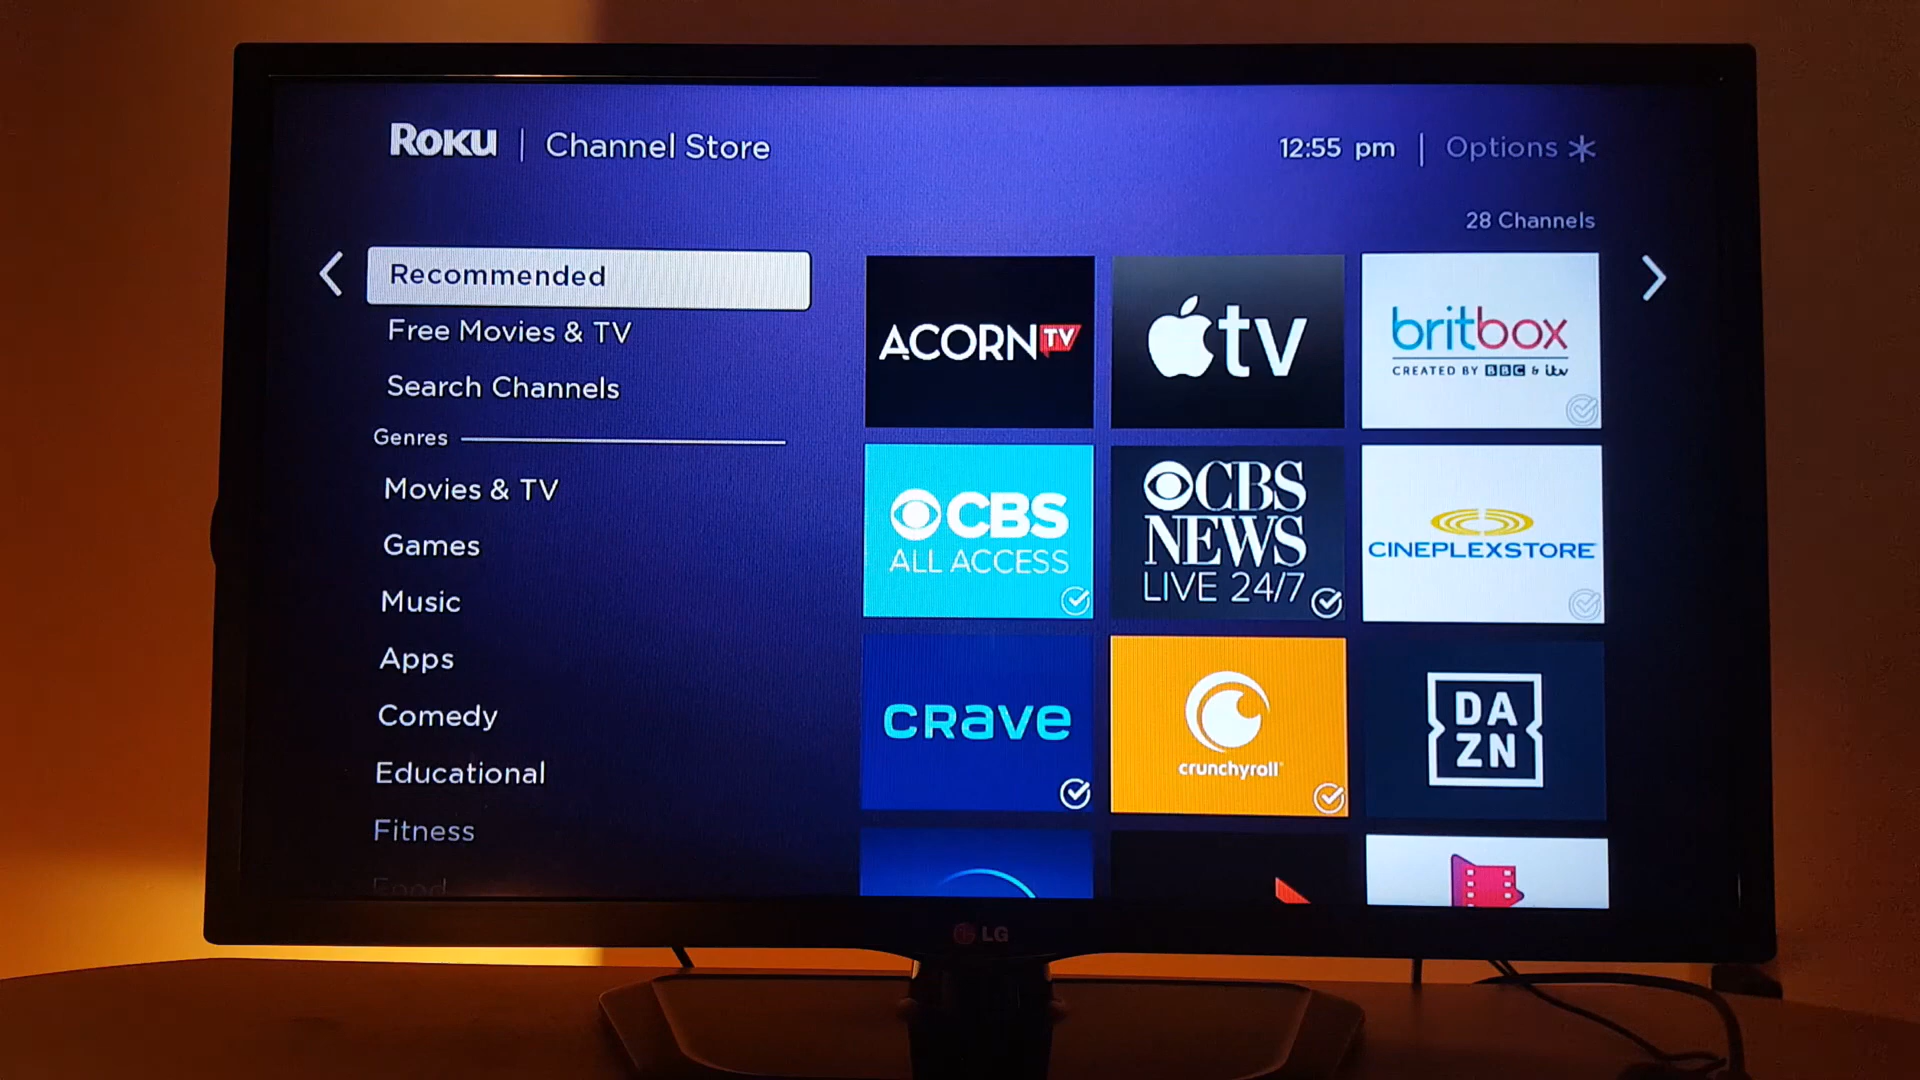 Roku | Channel Store
12:55 pm | Options
28 Channels
Recommended
Free Movies & TV
Search Channels
Genres
Movies & TV
Games
Music
Apps
Comedy
Educational
Fitness
Food
ACORN TV
tv
britbox
CREATED BY BBC & itv
CBS
ALL ACCESS
CBS
NEWS
LIVE 24/7
CINEPLEXSTORE
CRAVE
crunchyroll
DA
ZN
LG